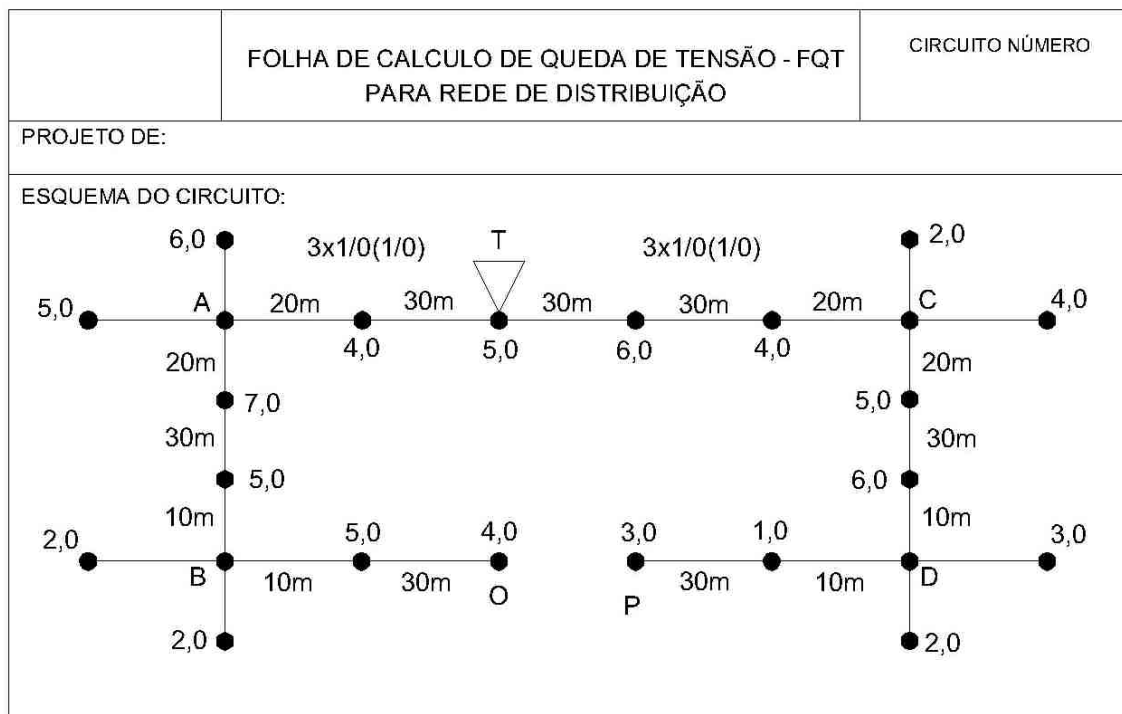 FOLHA DE CALCULO DE QUEDA DE TENSÃO - FQT
PARA REDE DE DISTRIBUIÇÃO
CIRCUITO NÚMERO
PROJETO DE:
ESQUEMA DO CIRCUITO:
6,0 3x1/0(1/0) T 3x1/0(1/0) 2,0
5,0 A 20m 30m 30m 30m 20m C 4,0
4,0 5,0 6,0 4,0
20m 20m
7,0 5,0
30m 30m
5,0 6,0
10m 10m
2,0 5,0 4,0 3,0 1,0 3,0
B 10m 30m O P 30m 10m D
2,0 2,0